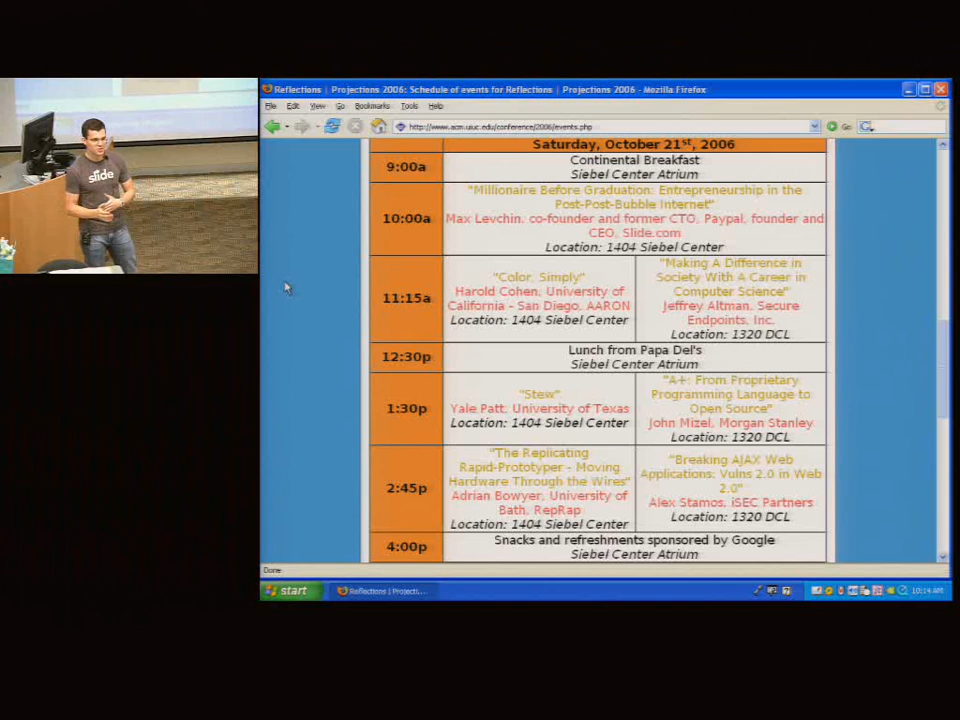 slide
Reflections | Projections 2006: Schedule of events for Reflections | Projections 2006 - Mozilla Firefox
File Edit View Go Bookmarks Tools Help
http://www.acm.uiuc.edu/conference/2006/events.php
Go
Saturday, October 21st, 2006
9:00a
Continental Breakfast
Siebel Center Atrium
10:00a
"Millionaire Before Graduation: Entrepreneurship in the
Post-Post-Bubble Internet"
Max Levchin, co-founder and former CTO, Paypal, founder and
CEO, Slide.com
Location: 1404 Siebel Center
11:15a
"Color, Simply"
Harold Cohen, University of
California - San Diego, AARON
Location: 1404 Siebel Center
"Making A Difference in
Society With A Career in
Computer Science"
Jeffrey Altman, Secure
Endpoints, Inc.
Location: 1320 DCL
12:30p
Lunch from Papa Del's
Siebel Center Atrium
1:30p
"Stew"
Yale Patt, University of Texas
Location: 1404 Siebel Center
"A+: From Proprietary
Programming Language to
Open Source"
John Mizel, Morgan Stanley
Location: 1320 DCL
2:45p
"The Replicating
Rapid-Prototyper - Moving
Hardware Through the Wires"
Adrian Bowyer, University of
Bath, RepRap
Location: 1404 Siebel Center
"Breaking AJAX Web
Applications: Vulns 2.0 in Web
2.0"
Alex Stamos, iSEC Partners
Location: 1320 DCL
4:00p
Snacks and refreshments sponsored by Google
Siebel Center Atrium
Done
start
Reflections | Projecti...
10:14 AM